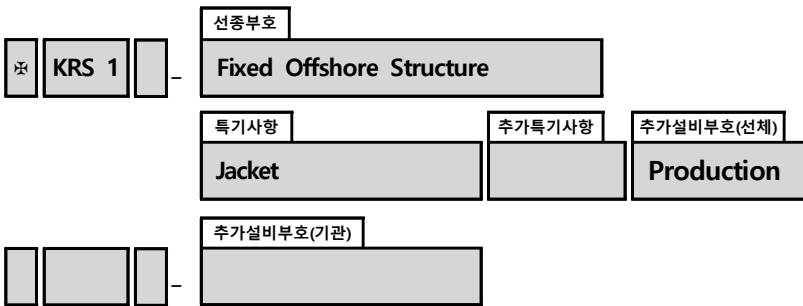 선종부호
✠ KRS 1 – Fixed Offshore Structure
특기사항 추가특기사항 추가설비부호(선체)
Jacket Production
추가설비부호(기관)
–